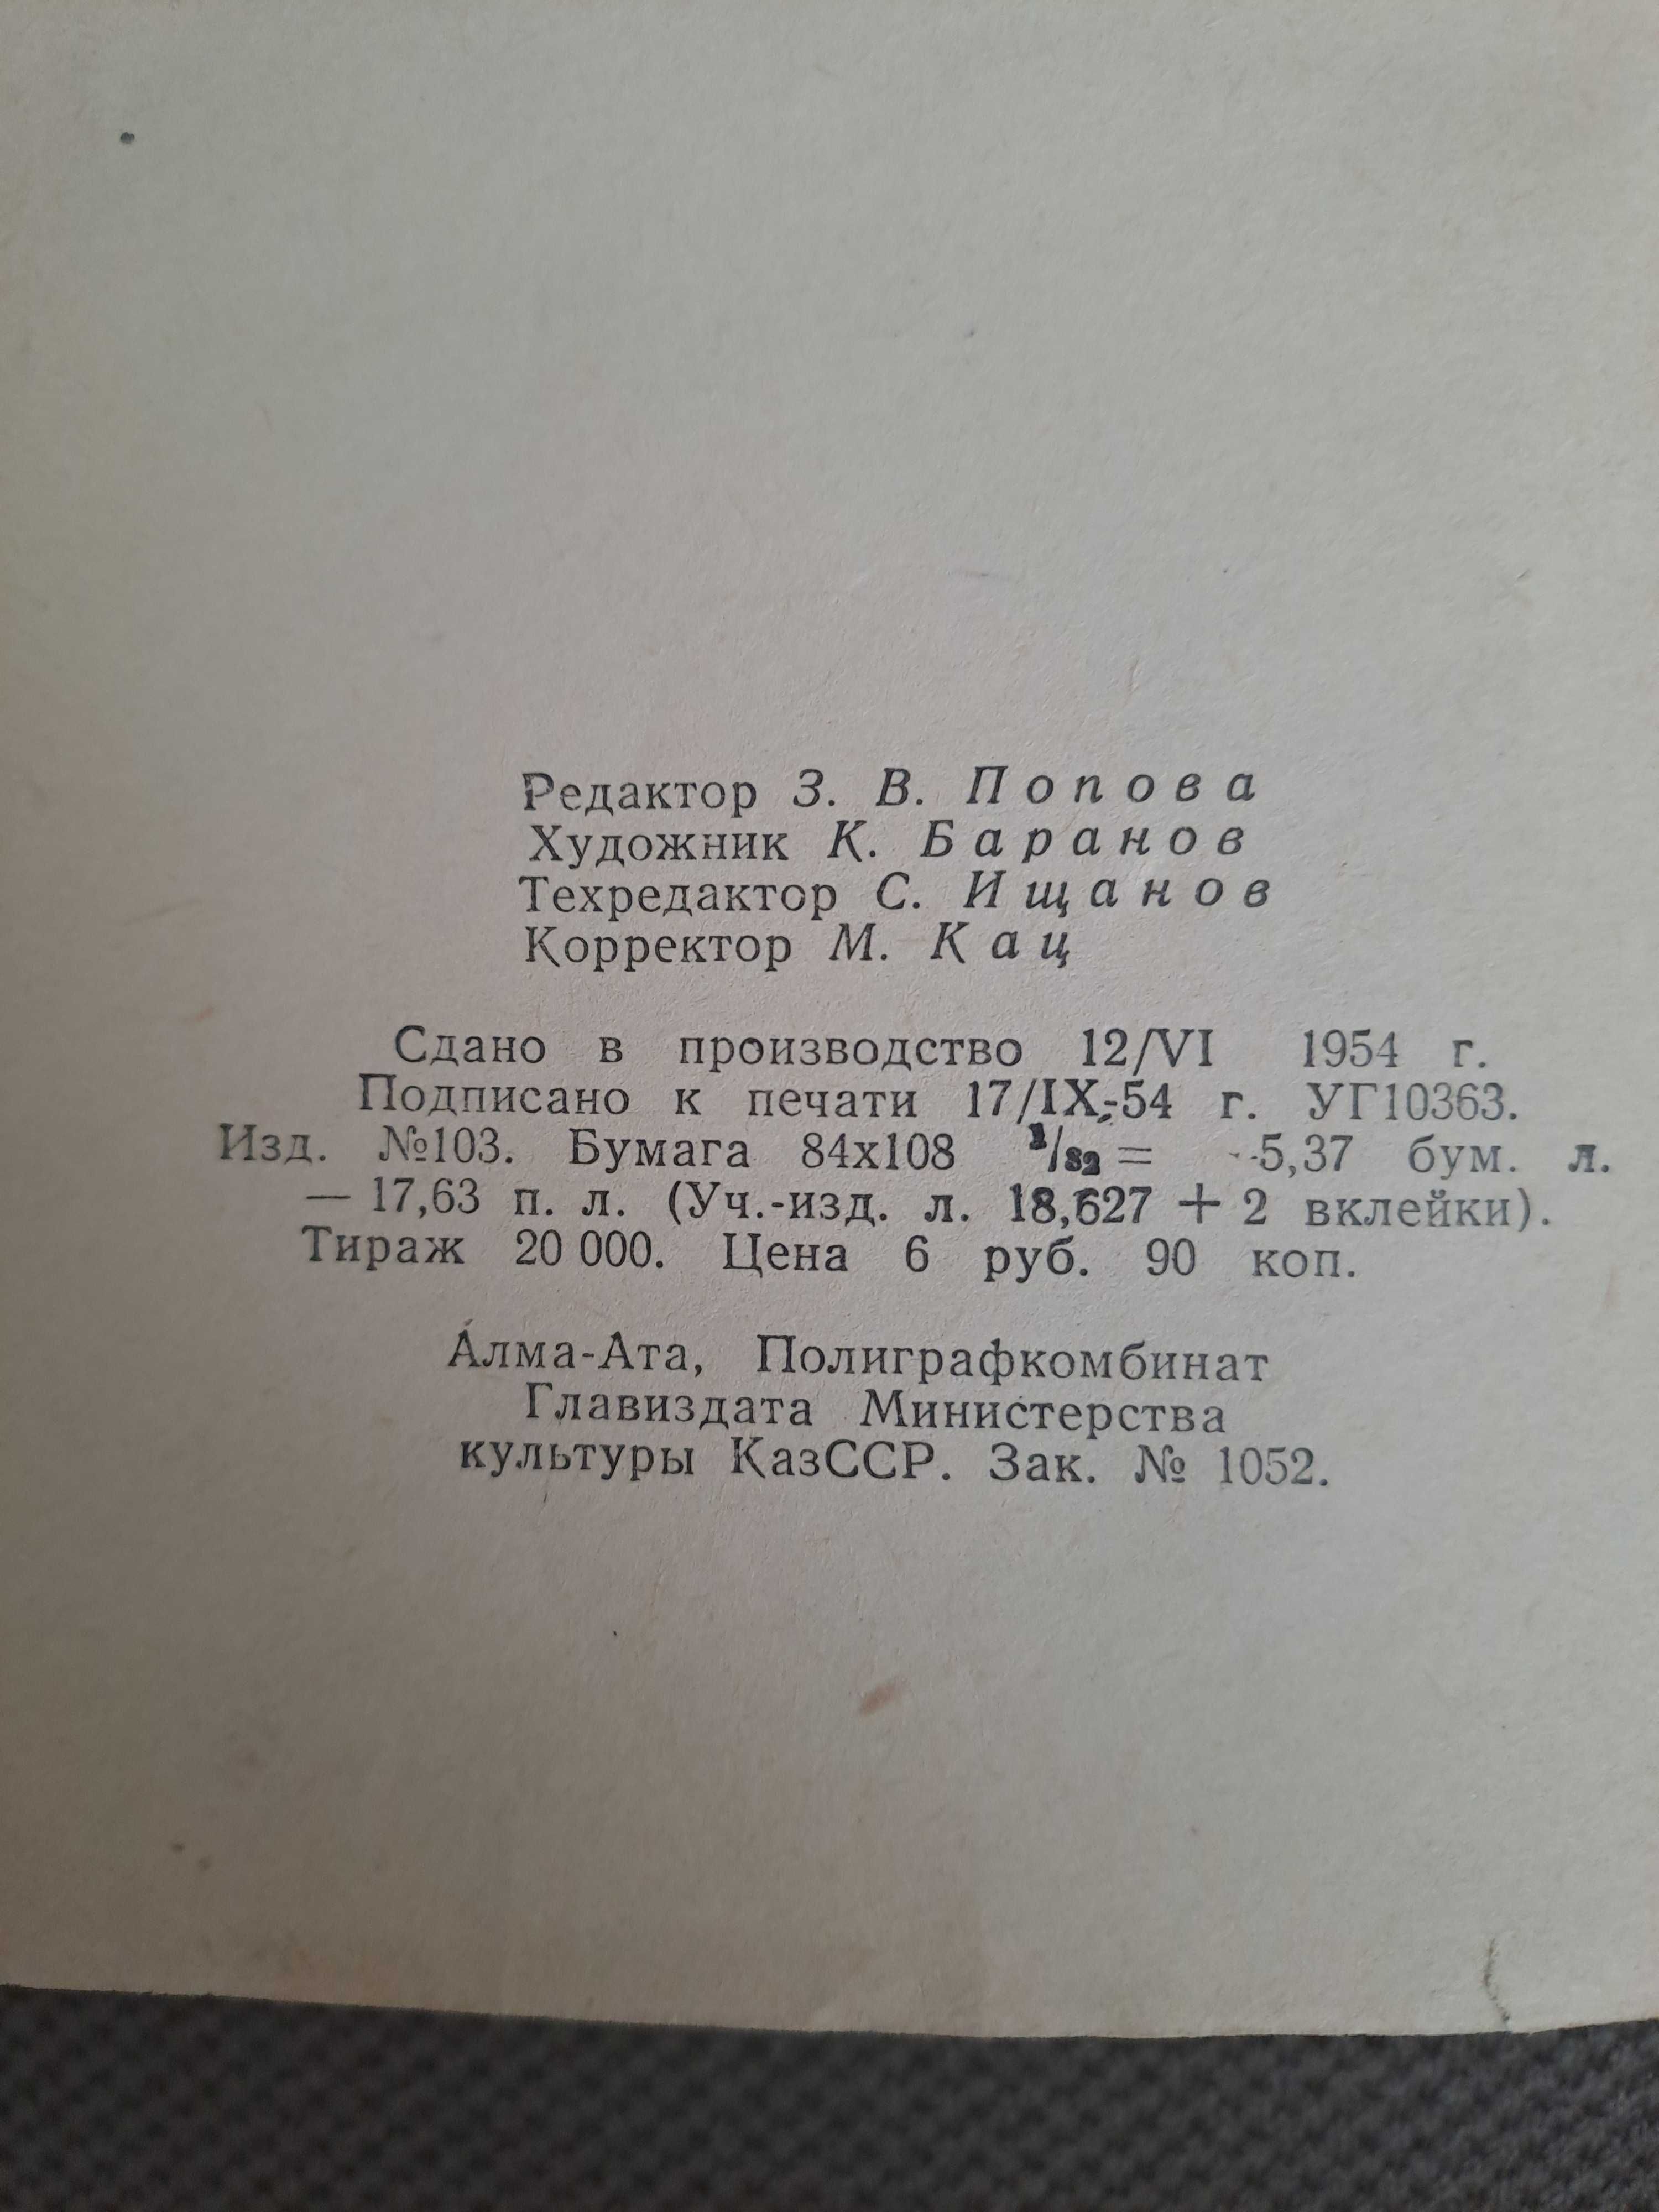 Редактор З. В. Попова
Художник К. Баранов
Техредактор С. Ищанов
Корректор М. Кац
Сдано в производство 12/VI 1954 г.
Подписано к печати 17/IX-54 г. УГ10363.
Изд. №103. Бумага 84х108 1/32 = 5,37 бум. л.
— 17,63 п. л. (Уч.-изд. л. 18,627 + 2 вклейки).
Тираж 20 000. Цена 6 руб. 90 коп.
Алма-Ата, Полиграфкомбинат
Главиздата Министерства
культуры КазССР. Зак. № 1052.